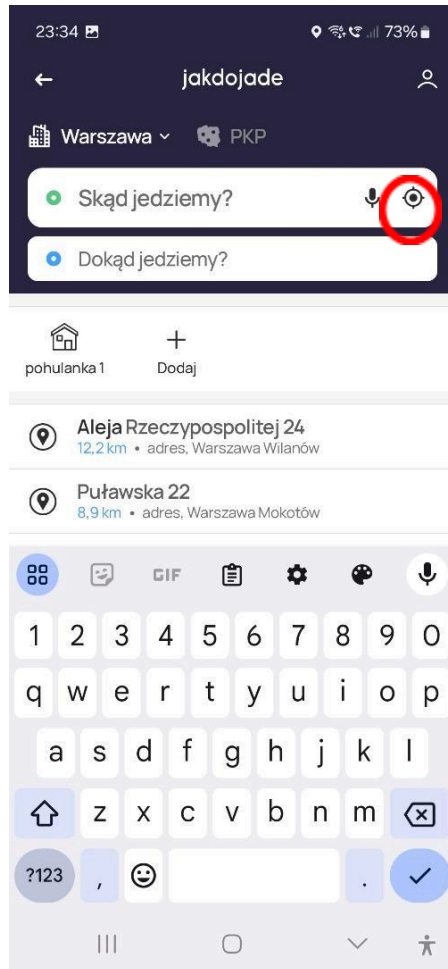 23:34 73%
jakdojade
Warszawa PKP
Skąd jedziemy?
Dokąd jedziemy?
pohulanka 1 Dodaj
Aleja Rzeczypospolitej 24
12,2 km • adres, Warszawa Wilanów
Puławska 22
8,9 km • adres, Warszawa Mokotów
GIF
1 2 3 4 5 6 7 8 9 0
q w e r t y u i o p
a s d f g h j k l
z x c v b n m
?123 , .